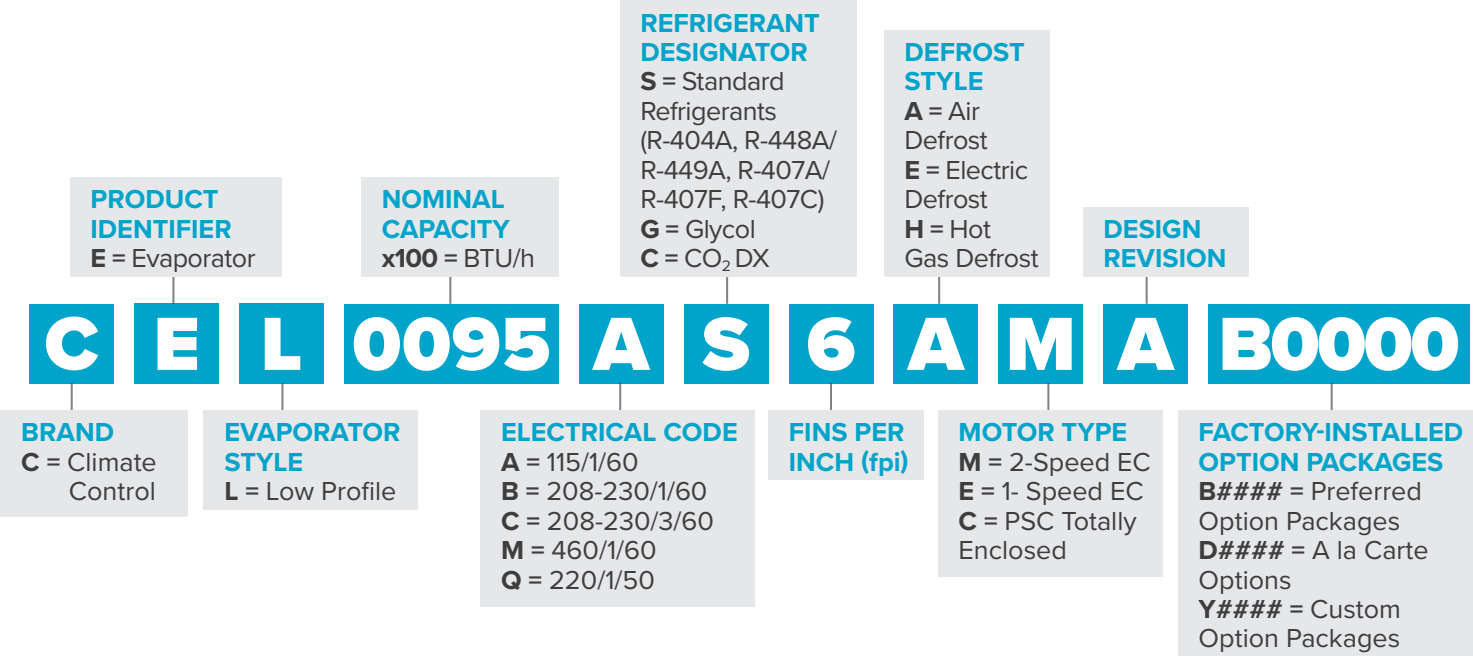 REFRIGERANT
DESIGNATOR
S = Standard
Refrigerants
(R-404A, R-448A/
R-449A, R-407A/
R-407F, R-407C)
G = Glycol
C = CO₂ DX
DEFROST
STYLE
A = Air
Defrost
E = Electric
Defrost
H = Hot
Gas Defrost
PRODUCT
IDENTIFIER
E = Evaporator
NOMINAL
CAPACITY
x100 = BTU/h
DESIGN
REVISION
C E L 0095 A S 6 A M A B0000
BRAND
C = Climate
Control
EVAPORATOR
STYLE
L = Low Profile
ELECTRICAL CODE
A = 115/1/60
B = 208-230/1/60
C = 208-230/3/60
M = 460/1/60
Q = 220/1/50
FINS PER
INCH (fpi)
MOTOR TYPE
M = 2-Speed EC
E = 1- Speed EC
C = PSC Totally
Enclosed
FACTORY-INSTALLED
OPTION PACKAGES
B#### = Preferred
Option Packages
D#### = A la Carte
Options
Y#### = Custom
Option Packages